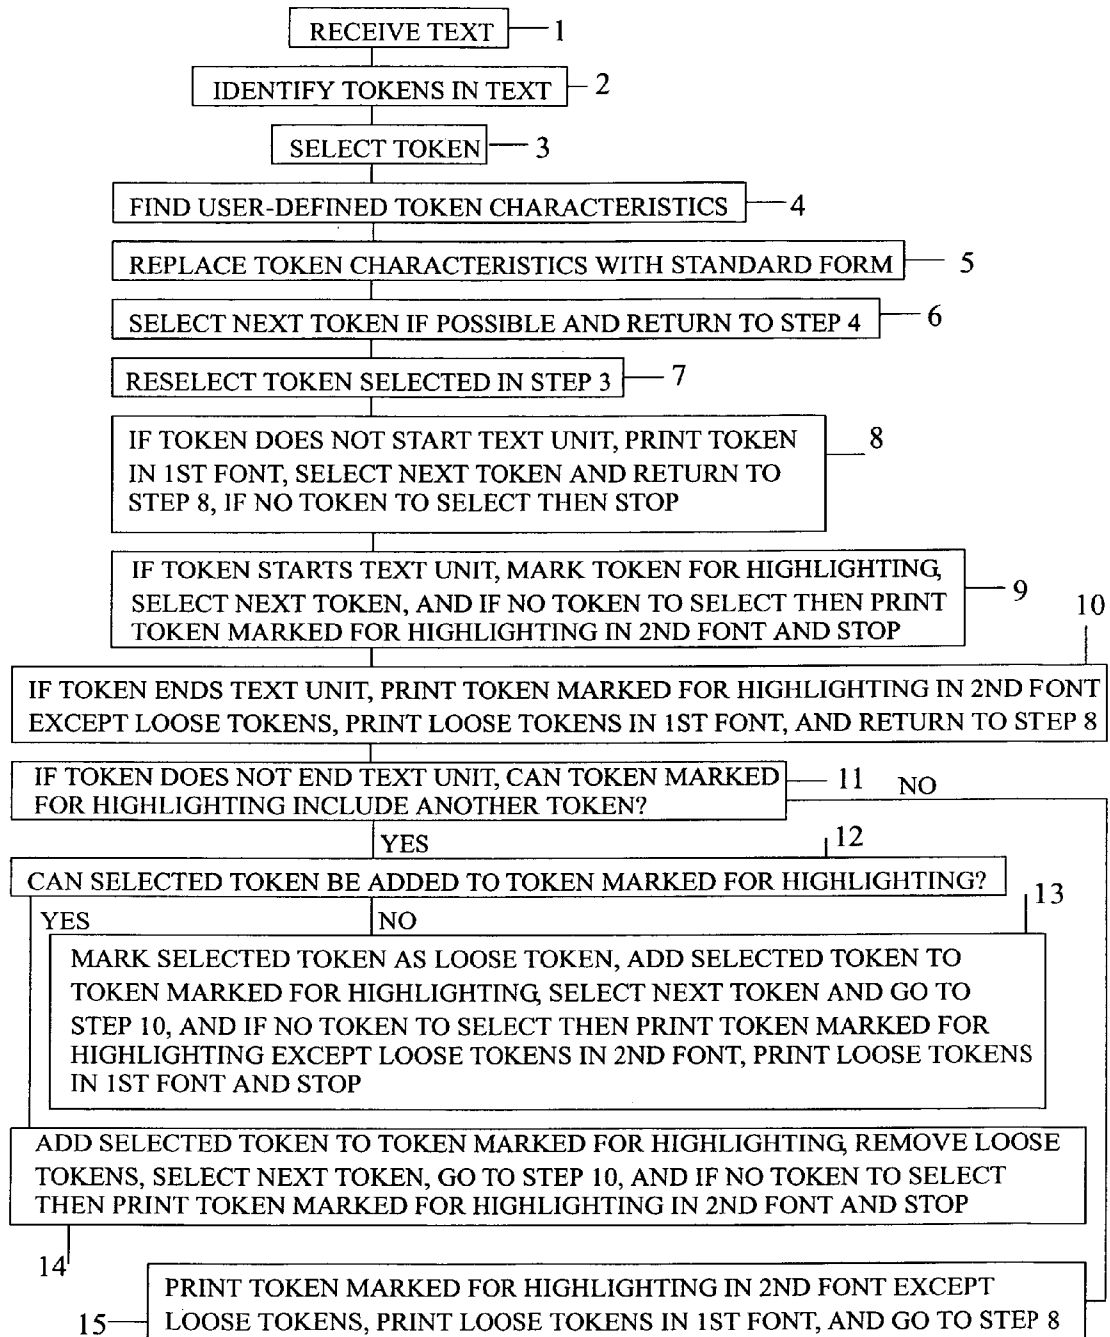 RECEIVE TEXT 1
IDENTIFY TOKENS IN TEXT 2
SELECT TOKEN 3
FIND USER-DEFINED TOKEN CHARACTERISTICS 4
REPLACE TOKEN CHARACTERISTICS WITH STANDARD FORM 5
SELECT NEXT TOKEN IF POSSIBLE AND RETURN TO STEP 4 6
RESELECT TOKEN SELECTED IN STEP 3 7
IF TOKEN DOES NOT START TEXT UNIT, PRINT TOKEN 8
IN 1ST FONT, SELECT NEXT TOKEN AND RETURN TO
STEP 8, IF NO TOKEN TO SELECT THEN STOP
IF TOKEN STARTS TEXT UNIT, MARK TOKEN FOR HIGHLIGHTING,
SELECT NEXT TOKEN, AND IF NO TOKEN TO SELECT THEN PRINT 9
TOKEN MARKED FOR HIGHLIGHTING IN 2ND FONT AND STOP
10
IF TOKEN ENDS TEXT UNIT, PRINT TOKEN MARKED FOR HIGHLIGHTING IN 2ND FONT
EXCEPT LOOSE TOKENS, PRINT LOOSE TOKENS IN 1ST FONT, AND RETURN TO STEP 8
IF TOKEN DOES NOT END TEXT UNIT, CAN TOKEN MARKED 11 NO
FOR HIGHLIGHTING INCLUDE ANOTHER TOKEN?
YES 12
CAN SELECTED TOKEN BE ADDED TO TOKEN MARKED FOR HIGHLIGHTING?
YES NO 13
MARK SELECTED TOKEN AS LOOSE TOKEN, ADD SELECTED TOKEN TO
TOKEN MARKED FOR HIGHLIGHTING, SELECT NEXT TOKEN AND GO TO
STEP 10, AND IF NO TOKEN TO SELECT THEN PRINT TOKEN MARKED FOR
HIGHLIGHTING EXCEPT LOOSE TOKENS IN 2ND FONT, PRINT LOOSE TOKENS
IN 1ST FONT AND STOP
ADD SELECTED TOKEN TO TOKEN MARKED FOR HIGHLIGHTING, REMOVE LOOSE
TOKENS, SELECT NEXT TOKEN, GO TO STEP 10, AND IF NO TOKEN TO SELECT
THEN PRINT TOKEN MARKED FOR HIGHLIGHTING IN 2ND FONT AND STOP
14
PRINT TOKEN MARKED FOR HIGHLIGHTING IN 2ND FONT EXCEPT
15 LOOSE TOKENS, PRINT LOOSE TOKENS IN 1ST FONT, AND GO TO STEP 8